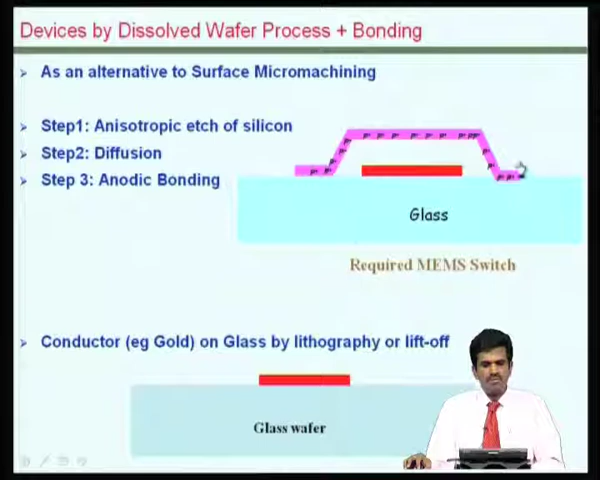 Devices by Dissolved Wafer Process + Bonding
As an alternative to Surface Micromachining
Step1: Anisotropic etch of silicon
Step2: Diffusion
Step 3: Anodic Bonding
Glass
Required MEMS Switch
Conductor (eg Gold) on Glass by lithography or lift-off
Glass wafer